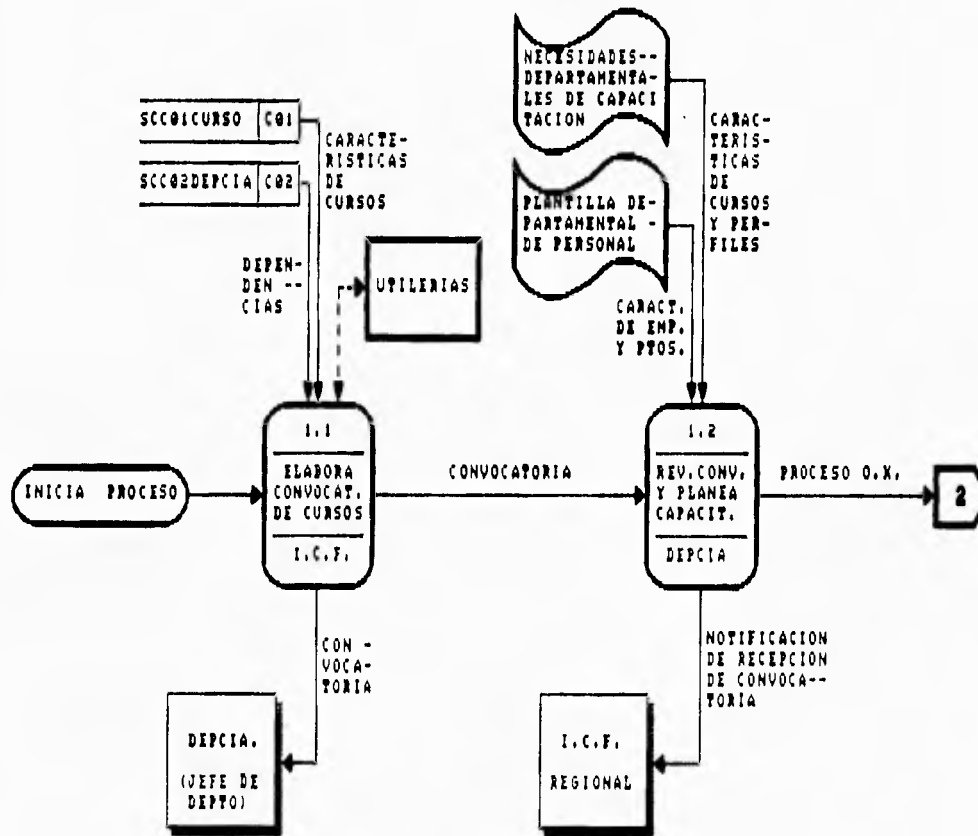 NECESIDADES--
DEPARTAMENTA-
LES DE CAPACI
TACION
SCC01CURSO C01
CARACTE-
RISTICAS
DE
CURSOS
SCC02DEPCIA C02
CARAC-
TERIS-
TICAS
DE
CURSOS
Y PER-
FILES
PLANTILLA DE-
PARTAMENTAL -
DE PERSONAL
DEPEN-
DEN --
CIAS
UTILERIAS
CARACT.
DE EMP.
Y PTOS.
INICIA PROCESO
1.1
ELABORA
CONVOCAT.
DE CURSOS
I.C.F.
CONVOCATORIA
1.2
REV.CONV.
Y PLANEA
CAPACIT.
DEPCIA
PROCESO O.K.
2
CON -
VOCA-
TORIA
NOTIFICACION
DE RECEPCION
DE CONVOCA--
TORIA
DEPCIA.
(JEFE DE
DEPTO)
I.C.F.
REGIONAL